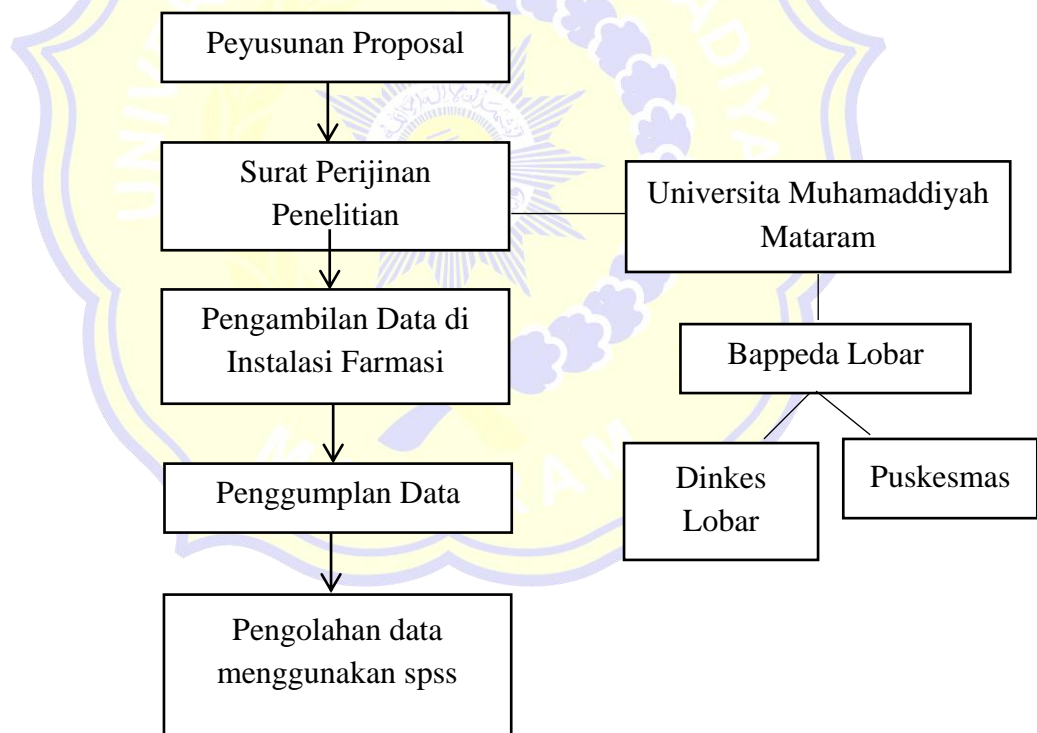 Peyusunan Proposal
Surat Perijinan
Penelitian
Universita Muhamaddiyah
Mataram
Pengambilan Data di
Instalasi Farmasi
Bappeda Lobar
Penggumplan Data
Dinkes
Lobar
Puskesmas
Pengolahan data
menggunakan spss